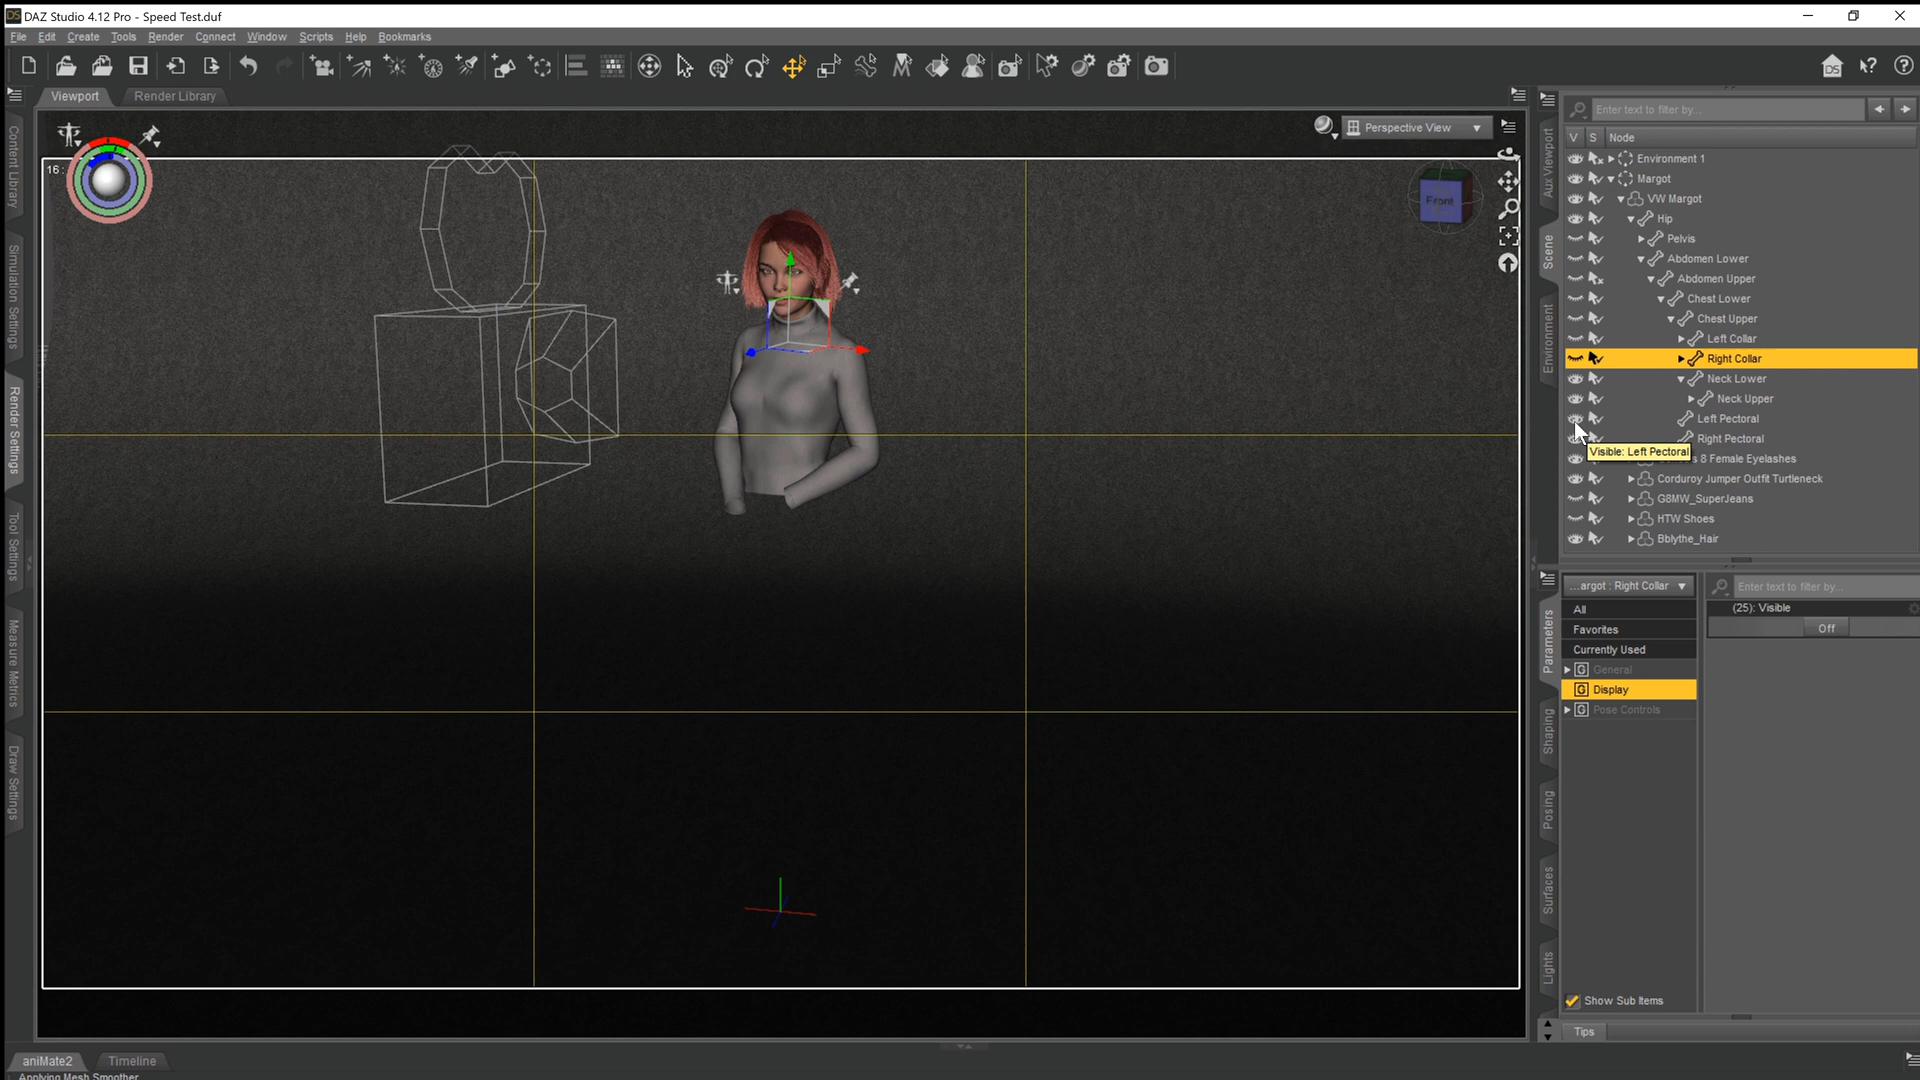 DAZ Studio 4.12 Pro - Speed Test.duf
File Edit Create Tools Render Connect Window Scripts Help Bookmarks
Viewport Render Library
Enter text to filter by...
Perspective View
V S Node
16 :
Front
Environment 1
Margot
VW Margot
Hip
Pelvis
Abdomen Lower
Abdomen Upper
Chest Lower
Chest Upper
Left Collar
Right Collar
Neck Lower
Neck Upper
Left Pectoral
Right Pectoral
Visible: Left Pectoral
8 Female Eyelashes
Corduroy Jumper Outfit Turtleneck
G8MW_SuperJeans
HTW Shoes
Bblythe_Hair
Content Library
Simulation Settings
Render Settings
Tool Settings
Measure Metrics
Draw Settings
Aux Viewport
Scene
Environment
...argot : Right Collar
Enter text to filter by...
All
Favorites
Currently Used
General
Display
Pose Controls
(25): Visible
Off
Parameters
Shaping
Posing
Surfaces
Lights
Show Sub Items
Tips
aniMate2 Timeline
Applying Mesh Smoother